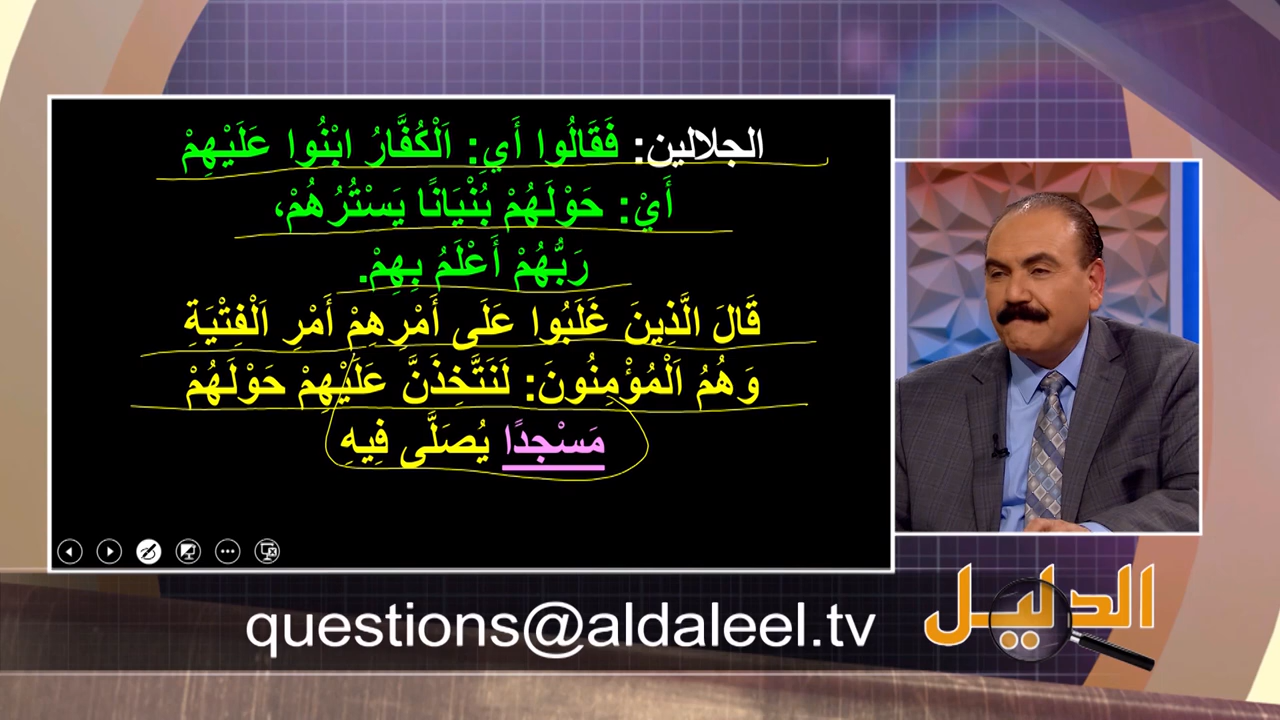 الجلالين: فَقَالُوا أَيِ: اَلْكُفَّارُ ابْنُوا عَلَيْهِمْ
أَيْ: حَوْلَهُمْ بُنْيَانًا يَسْتُرُهُمْ،
رَبُّهُمْ أَعْلَمُ بِهِمْ.
قَالَ الَّذِينَ غَلَبُوا عَلَى أَمْرِهِمْ أَمْرِ اَلْفِتْيَةِ
وَهُمُ اَلْمُؤْمِنُونَ: لَنَتَّخِذَنَّ عَلَيْهِمْ حَوْلَهُمْ
مَسْجِدًا يُصَلَّى فِيهِ
الدليل
questions@aldaleel.tv